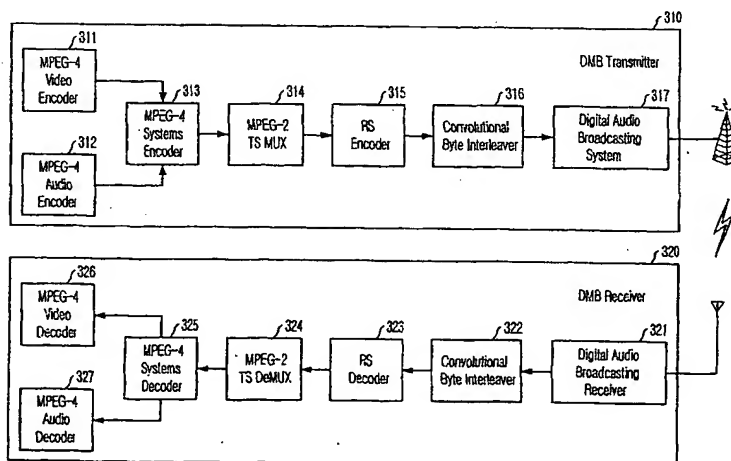 310
311
MPEG-4
Video
Encoder
DMB Transmitter
313
MPEG-4
Systems
Encoder
314
MPEG-2
TS MUX
315
RS
Encoder
316
Convolutional
Byte Interleaver
317
Digital Audio
Broadcasting
System
312
MPEG-4
Audio
Encoder
320
326
MPEG-4
Video
Decoder
DMB Receiver
325
MPEG-4
Systems
Decoder
324
MPEG-2
TS DeMUX
323
RS
Decoder
322
Convolutional
Byte Interleaver
321
Digital Audio
Broadcasting
Receiver
327
MPEG-4
Audio
Decoder